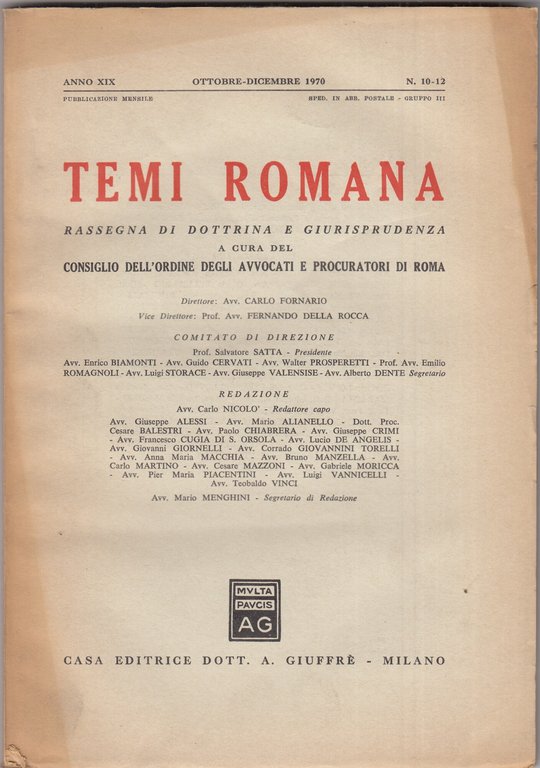 ANNO XIX OTTOBRE-DICEMBRE 1970 N. 10-12
PUBBLICAZIONE MENSILE SPED. IN ABB. POSTALE - GRUPPO III
TEMI ROMANA
RASSEGNA DI DOTTRINA E GIURISPRUDENZA
A CURA DEL
CONSIGLIO DELL'ORDINE DEGLI AVVOCATI E PROCURATORI DI ROMA
Direttore: Avv. CARLO FORNARIO
Vice Direttore: Prof. Avv. FERNANDO DELLA ROCCA
COMITATO DI DIREZIONE
Prof. Salvatore SATTA - Presidente
Avv. Enrico BIAMONTI - Avv. Guido CERVATI - Avv. Walter PROSPERETTI - Prof. Avv. Emilio
ROMAGNOLI - Avv. Luigi STORACE - Avv. Giuseppe VALENSISE - Avv. Alberto DENTE Segretario
REDAZIONE
Avv. Carlo NICOLO' - Redattore capo
Avv. Giuseppe ALESSI - Avv. Mario ALIANELLO - Dott. Proc.
Cesare BALESTRI - Avv. Paolo CHIABRERA - Avv. Giuseppe CRIMI
- Avv. Francesco CUGIA DI S. ORSOLA - Avv. Lucio DE ANGELIS -
Avv. Giovanni GIORNELLI - Avv. Corrado GIOVANNINI TORELLI
- Avv. Anna Maria MACCHIA - Avv. Bruno MANZELLA - Avv.
Carlo MARTINO - Avv. Cesare MAZZONI - Avv. Gabriele MORICCA
- Avv. Pier Maria PIACENTINI - Avv. Luigi VANNICELLI -
Avv. Teobaldo VINCI
Avv. Mario MENGHINI - Segretario di Redazione
MVLTA
PAVCIS
AG
CASA EDITRICE DOTT. A. GIUFFRÈ - MILANO